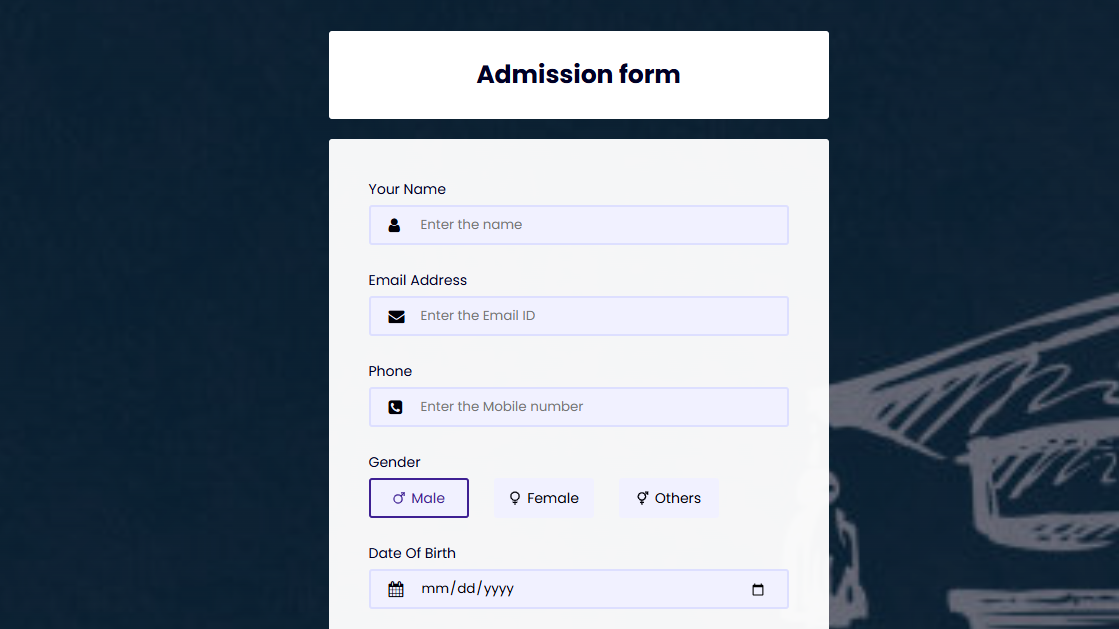 Admission form
Your Name
Enter the name
Email Address
Enter the Email ID
Phone
Enter the Mobile number
Gender
Male Female Others
Date Of Birth
mm/dd/yyyy